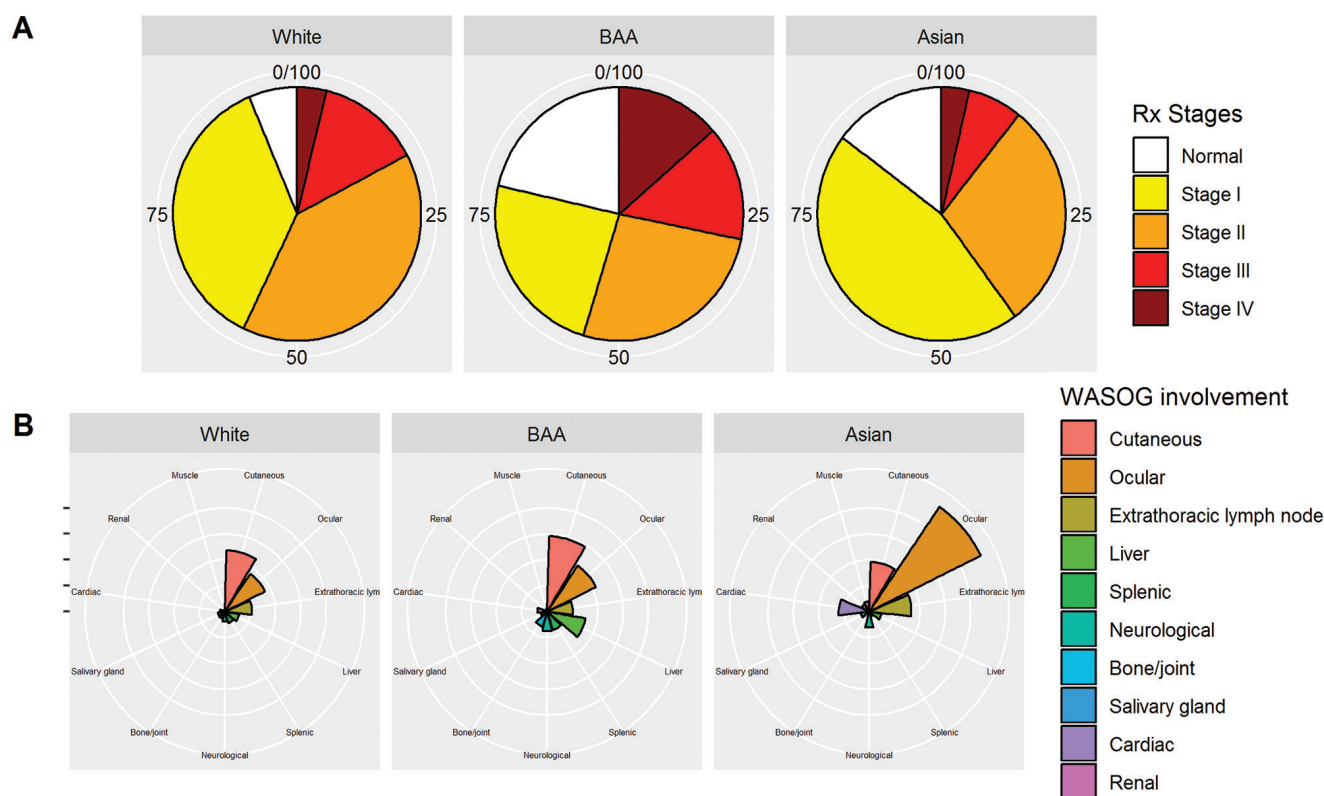 A
White
BAA
Asian
0/100
0/100
0/100
75
25
75
25
75
25
50
50
50
Rx Stages
Normal
Stage I
Stage II
Stage III
Stage IV
B
White
BAA
Asian
Muscle
Cutaneous
Renal
Ocular
Cardiac
Extrathoracic lym
Salivary gland
Liver
Bone/joint
Splenic
Neurological
Muscle
Cutaneous
Renal
Ocular
Cardiac
Extrathoracic lym
Salivary gland
Liver
Bone/joint
Splenic
Neurological
Muscle
Cutaneous
Renal
Ocular
Cardiac
Extrathoracic lym
Salivary gland
Liver
Bone/joint
Splenic
Neurological
WASOG involvement
Cutaneous
Ocular
Extrathoracic lymph node
Liver
Splenic
Neurological
Bone/joint
Salivary gland
Cardiac
Renal